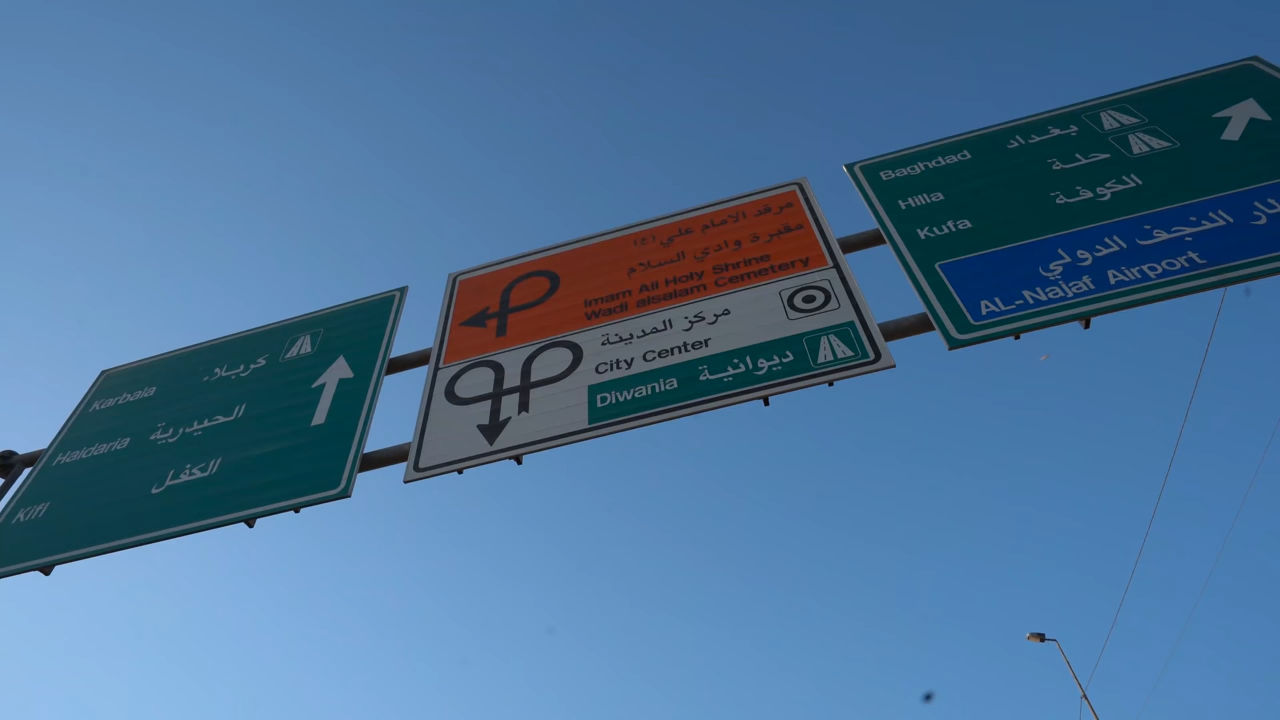 Karbala كربلاء
Haidaria الحيدرية
Kifl الكفل
مرقد الامام علي (ع)
مقبرة وادي السلام
Imam Ali Holy Shrine
Wadi alsalam Cemetery
مركز المدينة
City Center
Diwania ديوانية
Baghdad بغداد
Hilla حلة
Kufa الكوفة
النجف الدولي
AL-Najaf Airport